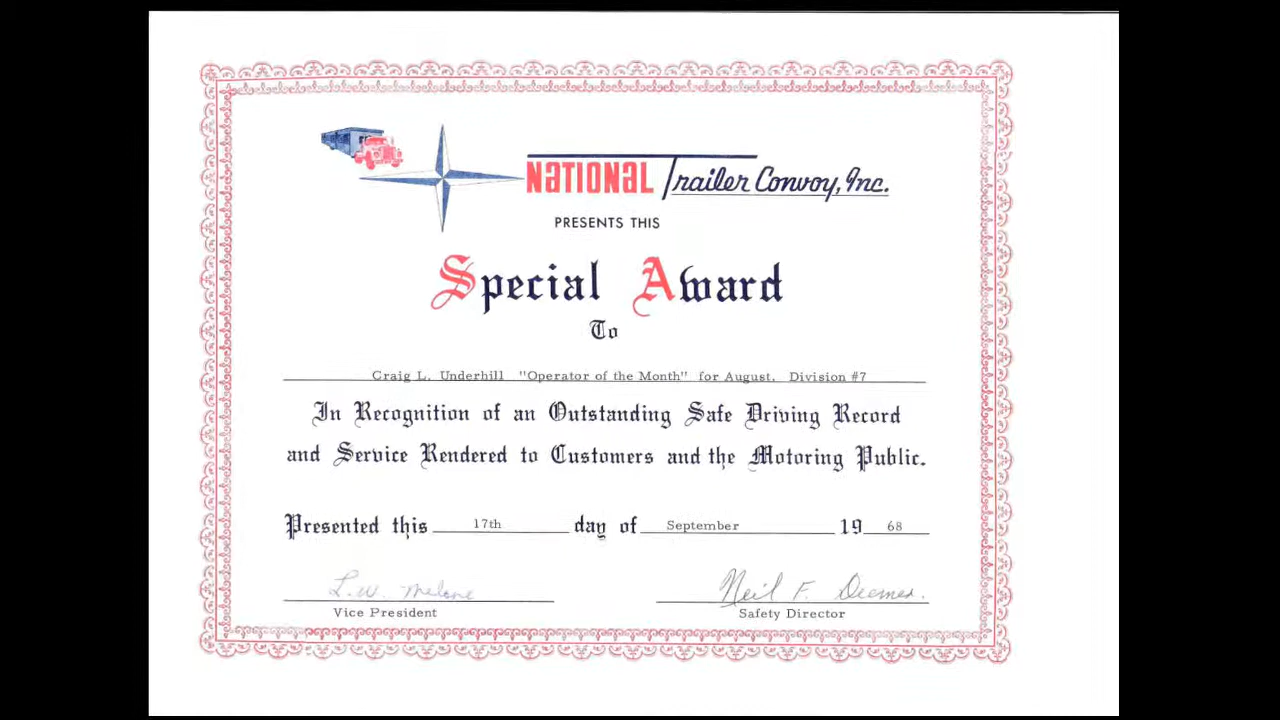 NATIONAL Trailer Convoy, Inc.
PRESENTS THIS
Special Award
To
Craig L. Underhill "Operator of the Month" for August, Division #7
In Recognition of an Outstanding Safe Driving Record
and Service Rendered to Customers and the Motoring Public.
Presented this 17th day of September 19 68
L. W. Melone Neil F. Deemes.
Vice President Safety Director